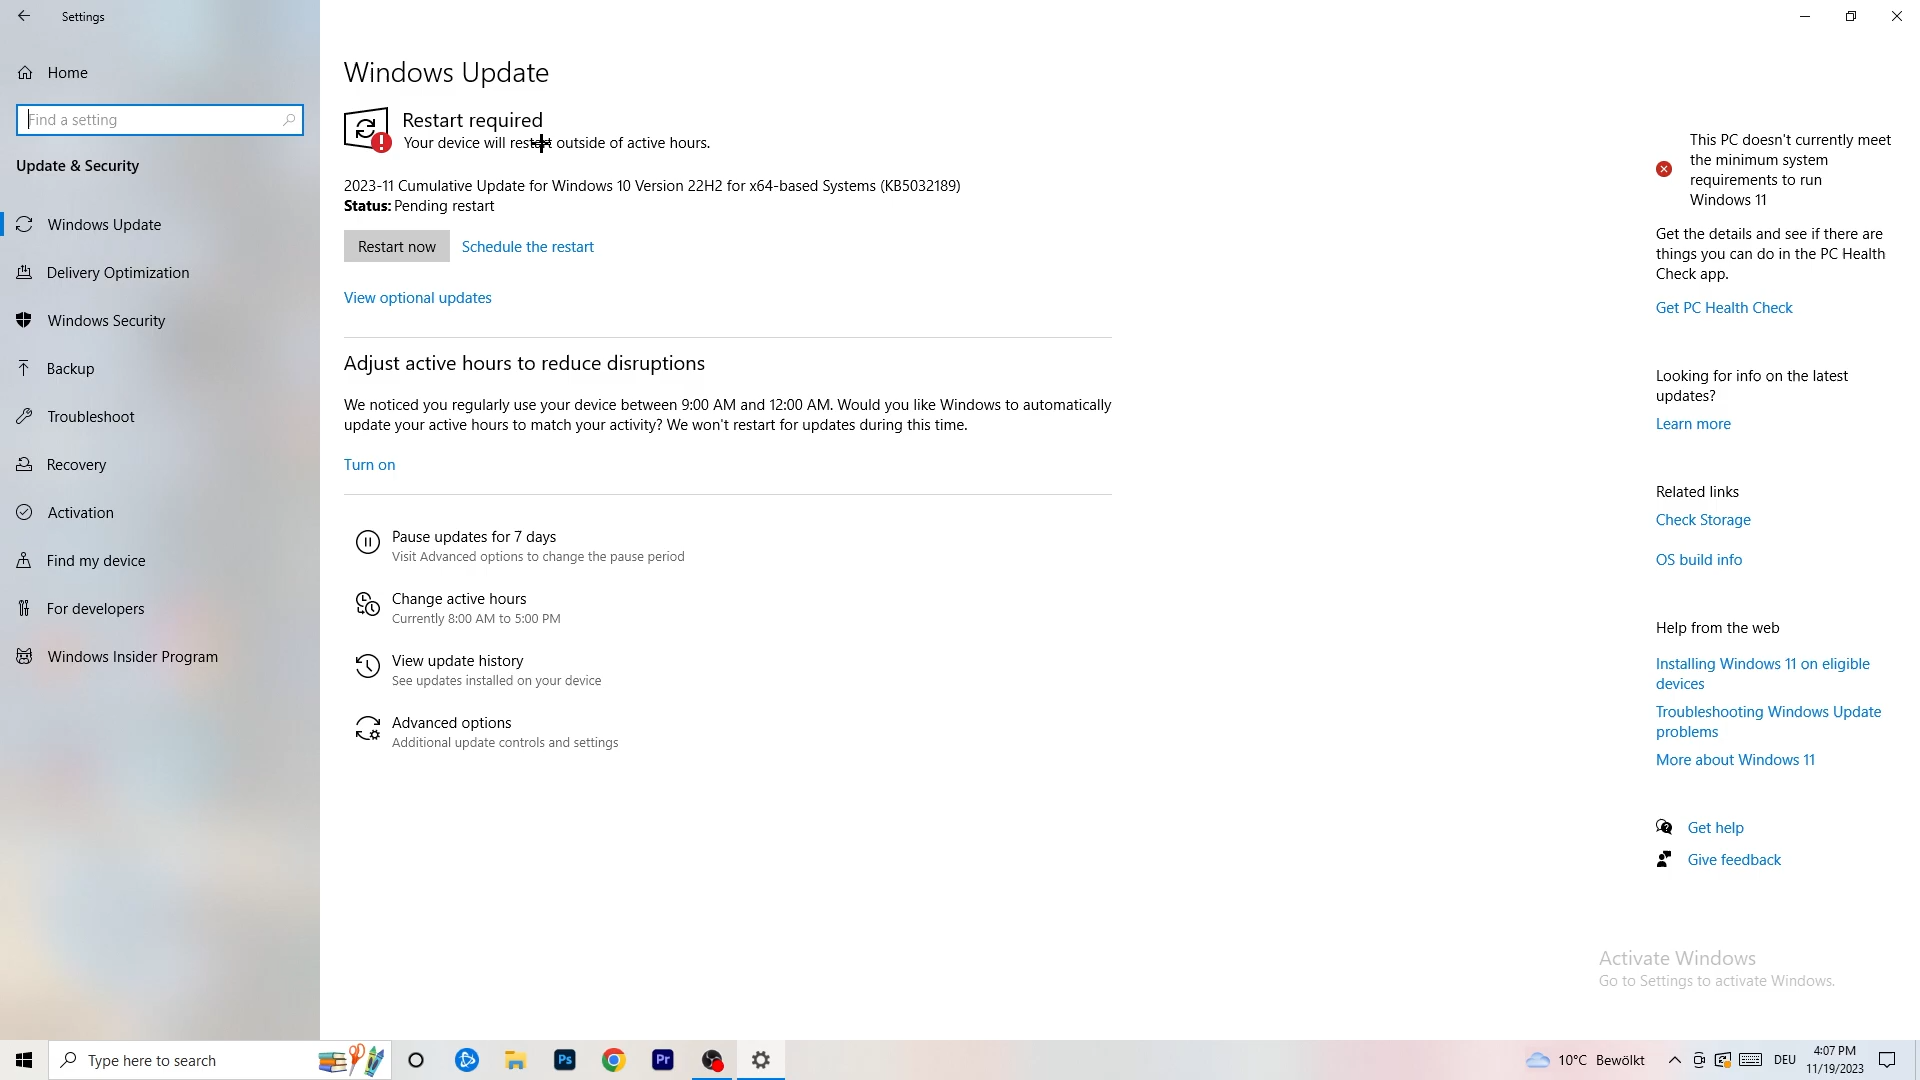 Settings
Home
Find a setting
Update & Security
Windows Update
Delivery Optimization
Windows Security
Backup
Troubleshoot
Recovery
Activation
Find my device
For developers
Windows Insider Program
Windows Update
Restart required
Your device will restart outside of active hours.
2023-11 Cumulative Update for Windows 10 Version 22H2 for x64-based Systems (KB5032189)
Status: Pending restart
Restart now
Schedule the restart
View optional updates
Adjust active hours to reduce disruptions
We noticed you regularly use your device between 9:00 AM and 12:00 AM. Would you like Windows to automatically
update your active hours to match your activity? We won't restart for updates during this time.
Turn on
Pause updates for 7 days
Visit Advanced options to change the pause period
Change active hours
Currently 8:00 AM to 5:00 PM
View update history
See updates installed on your device
Advanced options
Additional update controls and settings
This PC doesn't currently meet
the minimum system
requirements to run
Windows 11
Get the details and see if there are
things you can do in the PC Health
Check app.
Get PC Health Check
Looking for info on the latest
updates?
Learn more
Related links
Check Storage
OS build info
Help from the web
Installing Windows 11 on eligible
devices
Troubleshooting Windows Update
problems
More about Windows 11
Get help
Give feedback
Activate Windows
Go to Settings to activate Windows.
Type here to search
Ps
Pr
10°C Bewölkt
DEU
4:07 PM
11/19/2023